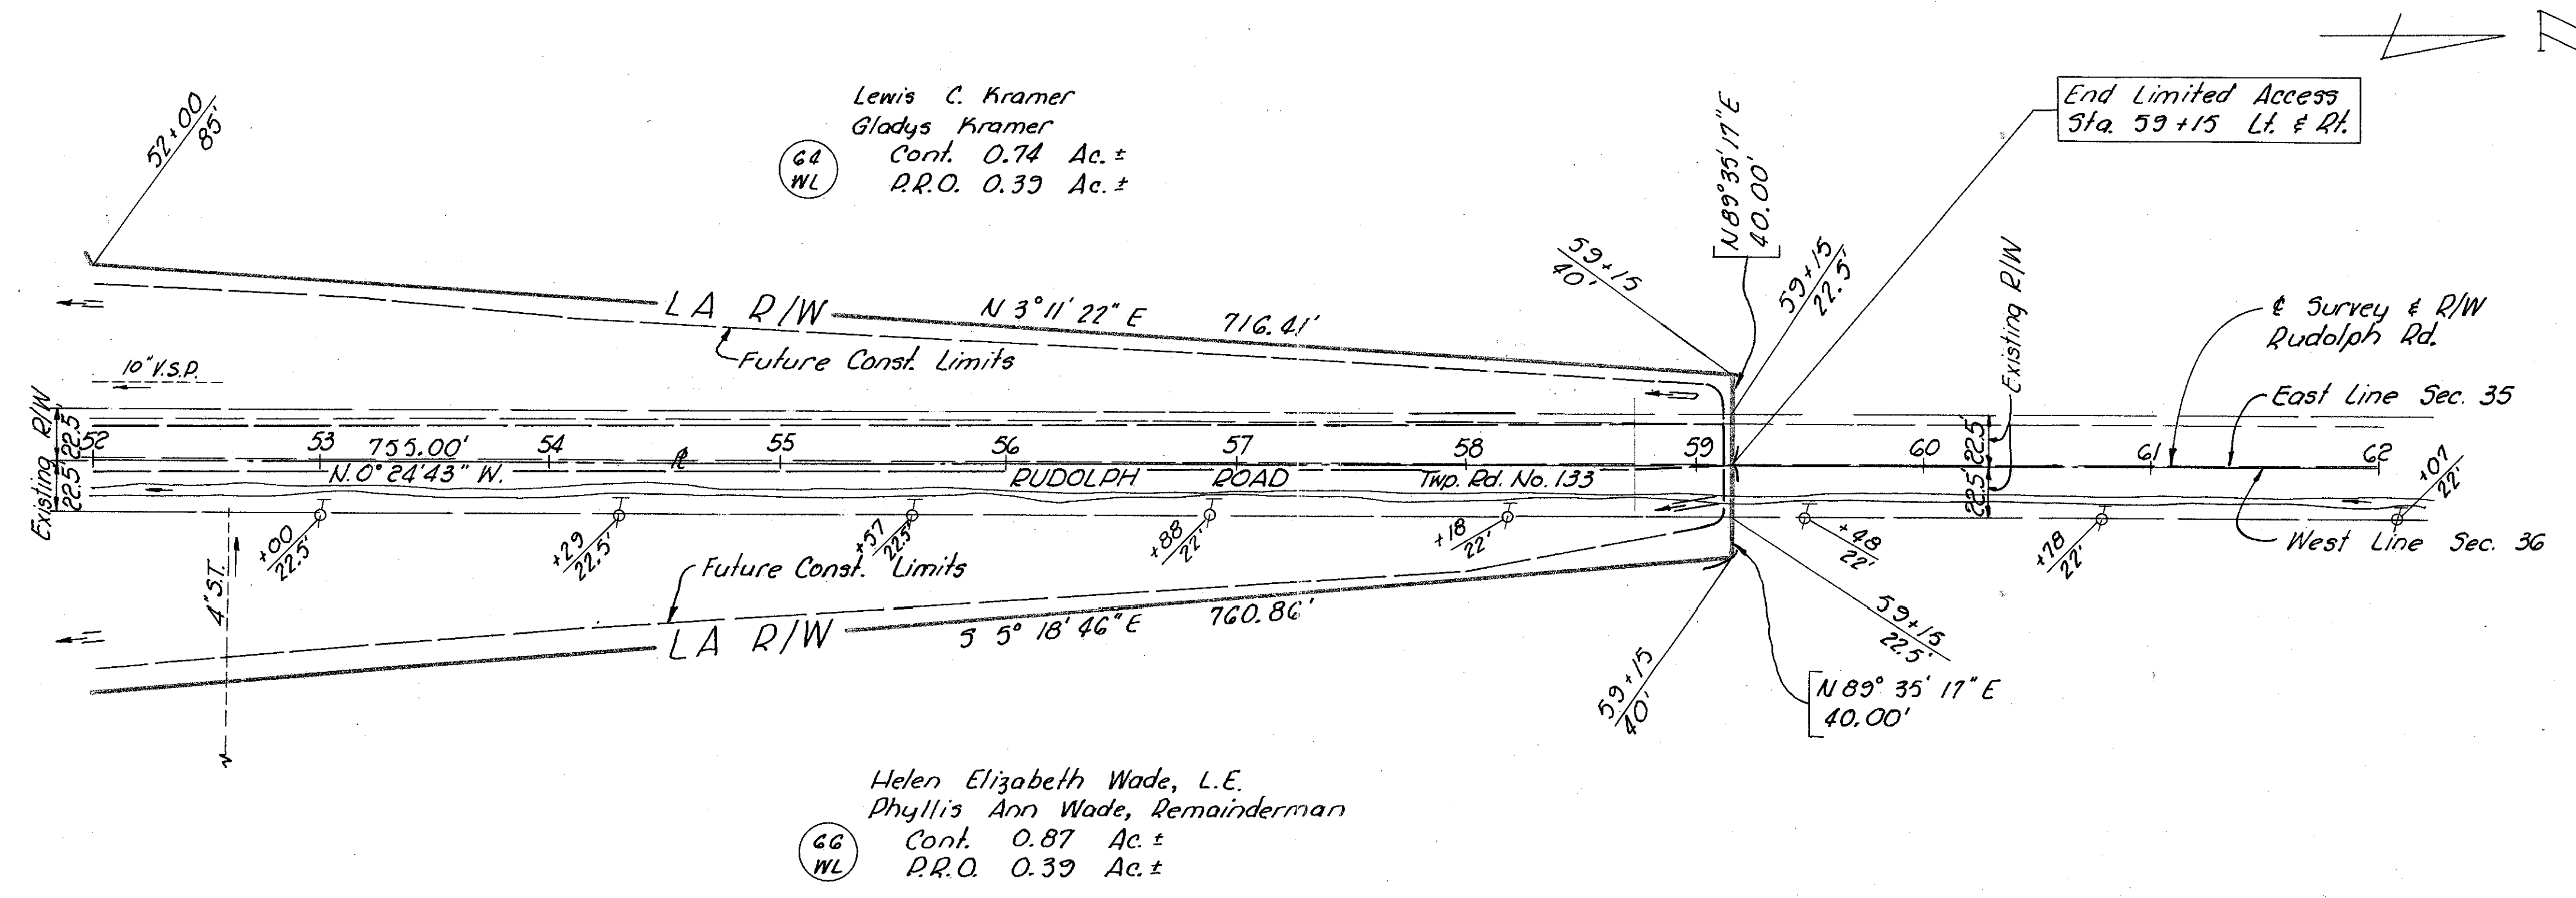 N
End Limited Access
Sta. 59+15 Lt. & Rt.
52+00
85'
Lewis C. Kramer
Gladys Kramer
64
WL
Cont. 0.74 Ac. ±
P.R.O. 0.39 Ac. ±
N89°35'17"E
40.00'
59+15
40'
59+15
22.5'
Existing R/W
℄ Survey & R/W
Rudolph Rd.
East Line Sec. 35
LA R/W
N 3°11'22" E 716.41'
Future Const. Limits
10" V.S.P.
Existing R/W
22.5'
22.5'
52 53 54 55 56 57 58 59 60 61 62
755.00'
N. 0°24'43" W.
RUDOLPH ROAD Twp. Rd. No. 133
22.5'
22.5'
+00
22.5'
+29
22.5'
+57
22.5'
+88
22'
+18
22'
+48
22'
+78
22'
+07
22'
West Line Sec. 36
4" S.T.
Future Const. Limits
LA R/W
S 5° 18' 46" E 760.86'
59+15
40'
59+15
22.5'
N 89° 35' 17" E
40.00'
Helen Elizabeth Wade, L.E.
Phyllis Ann Wade, Remainderman
66
WL
Cont. 0.87 Ac. ±
P.R.O. 0.39 Ac. ±